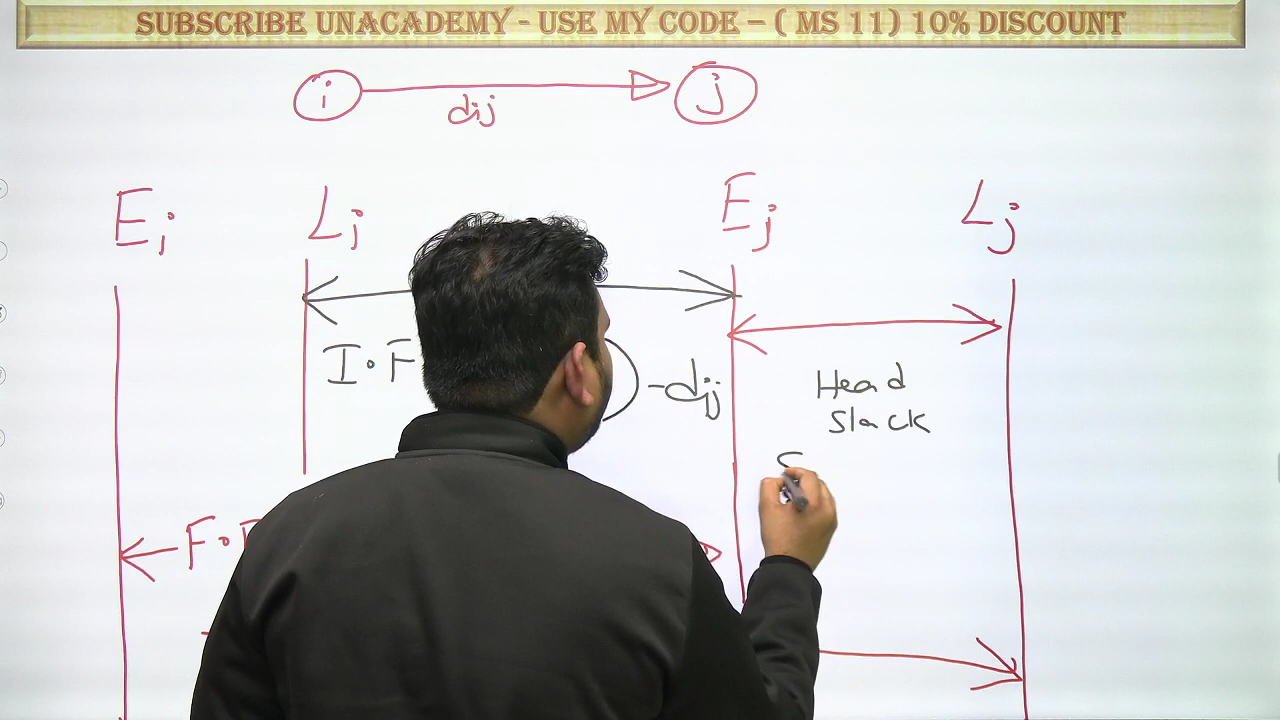 SUBSCRIBE UNACADEMY - USE MY CODE – ( MS 11) 10% DISCOUNT
i
dij
j
Ei
Li
Ej
Lj
I.F
-dij
Head
Slack
S
F.F